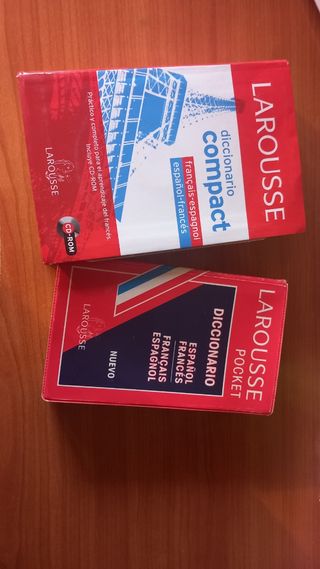 LAROUSSE
diccionario
compact
français-espagnol
español-francés
Práctico y completo para el aprendizaje del francés
Incluye CD-ROM
CD-ROM
LAROUSSE
LAROUSSE
POCKET
DICCIONARIO
ESPAÑOL
FRANCÉS
FRANÇAIS
ESPAGNOL
NUEVO
LAROUSSE